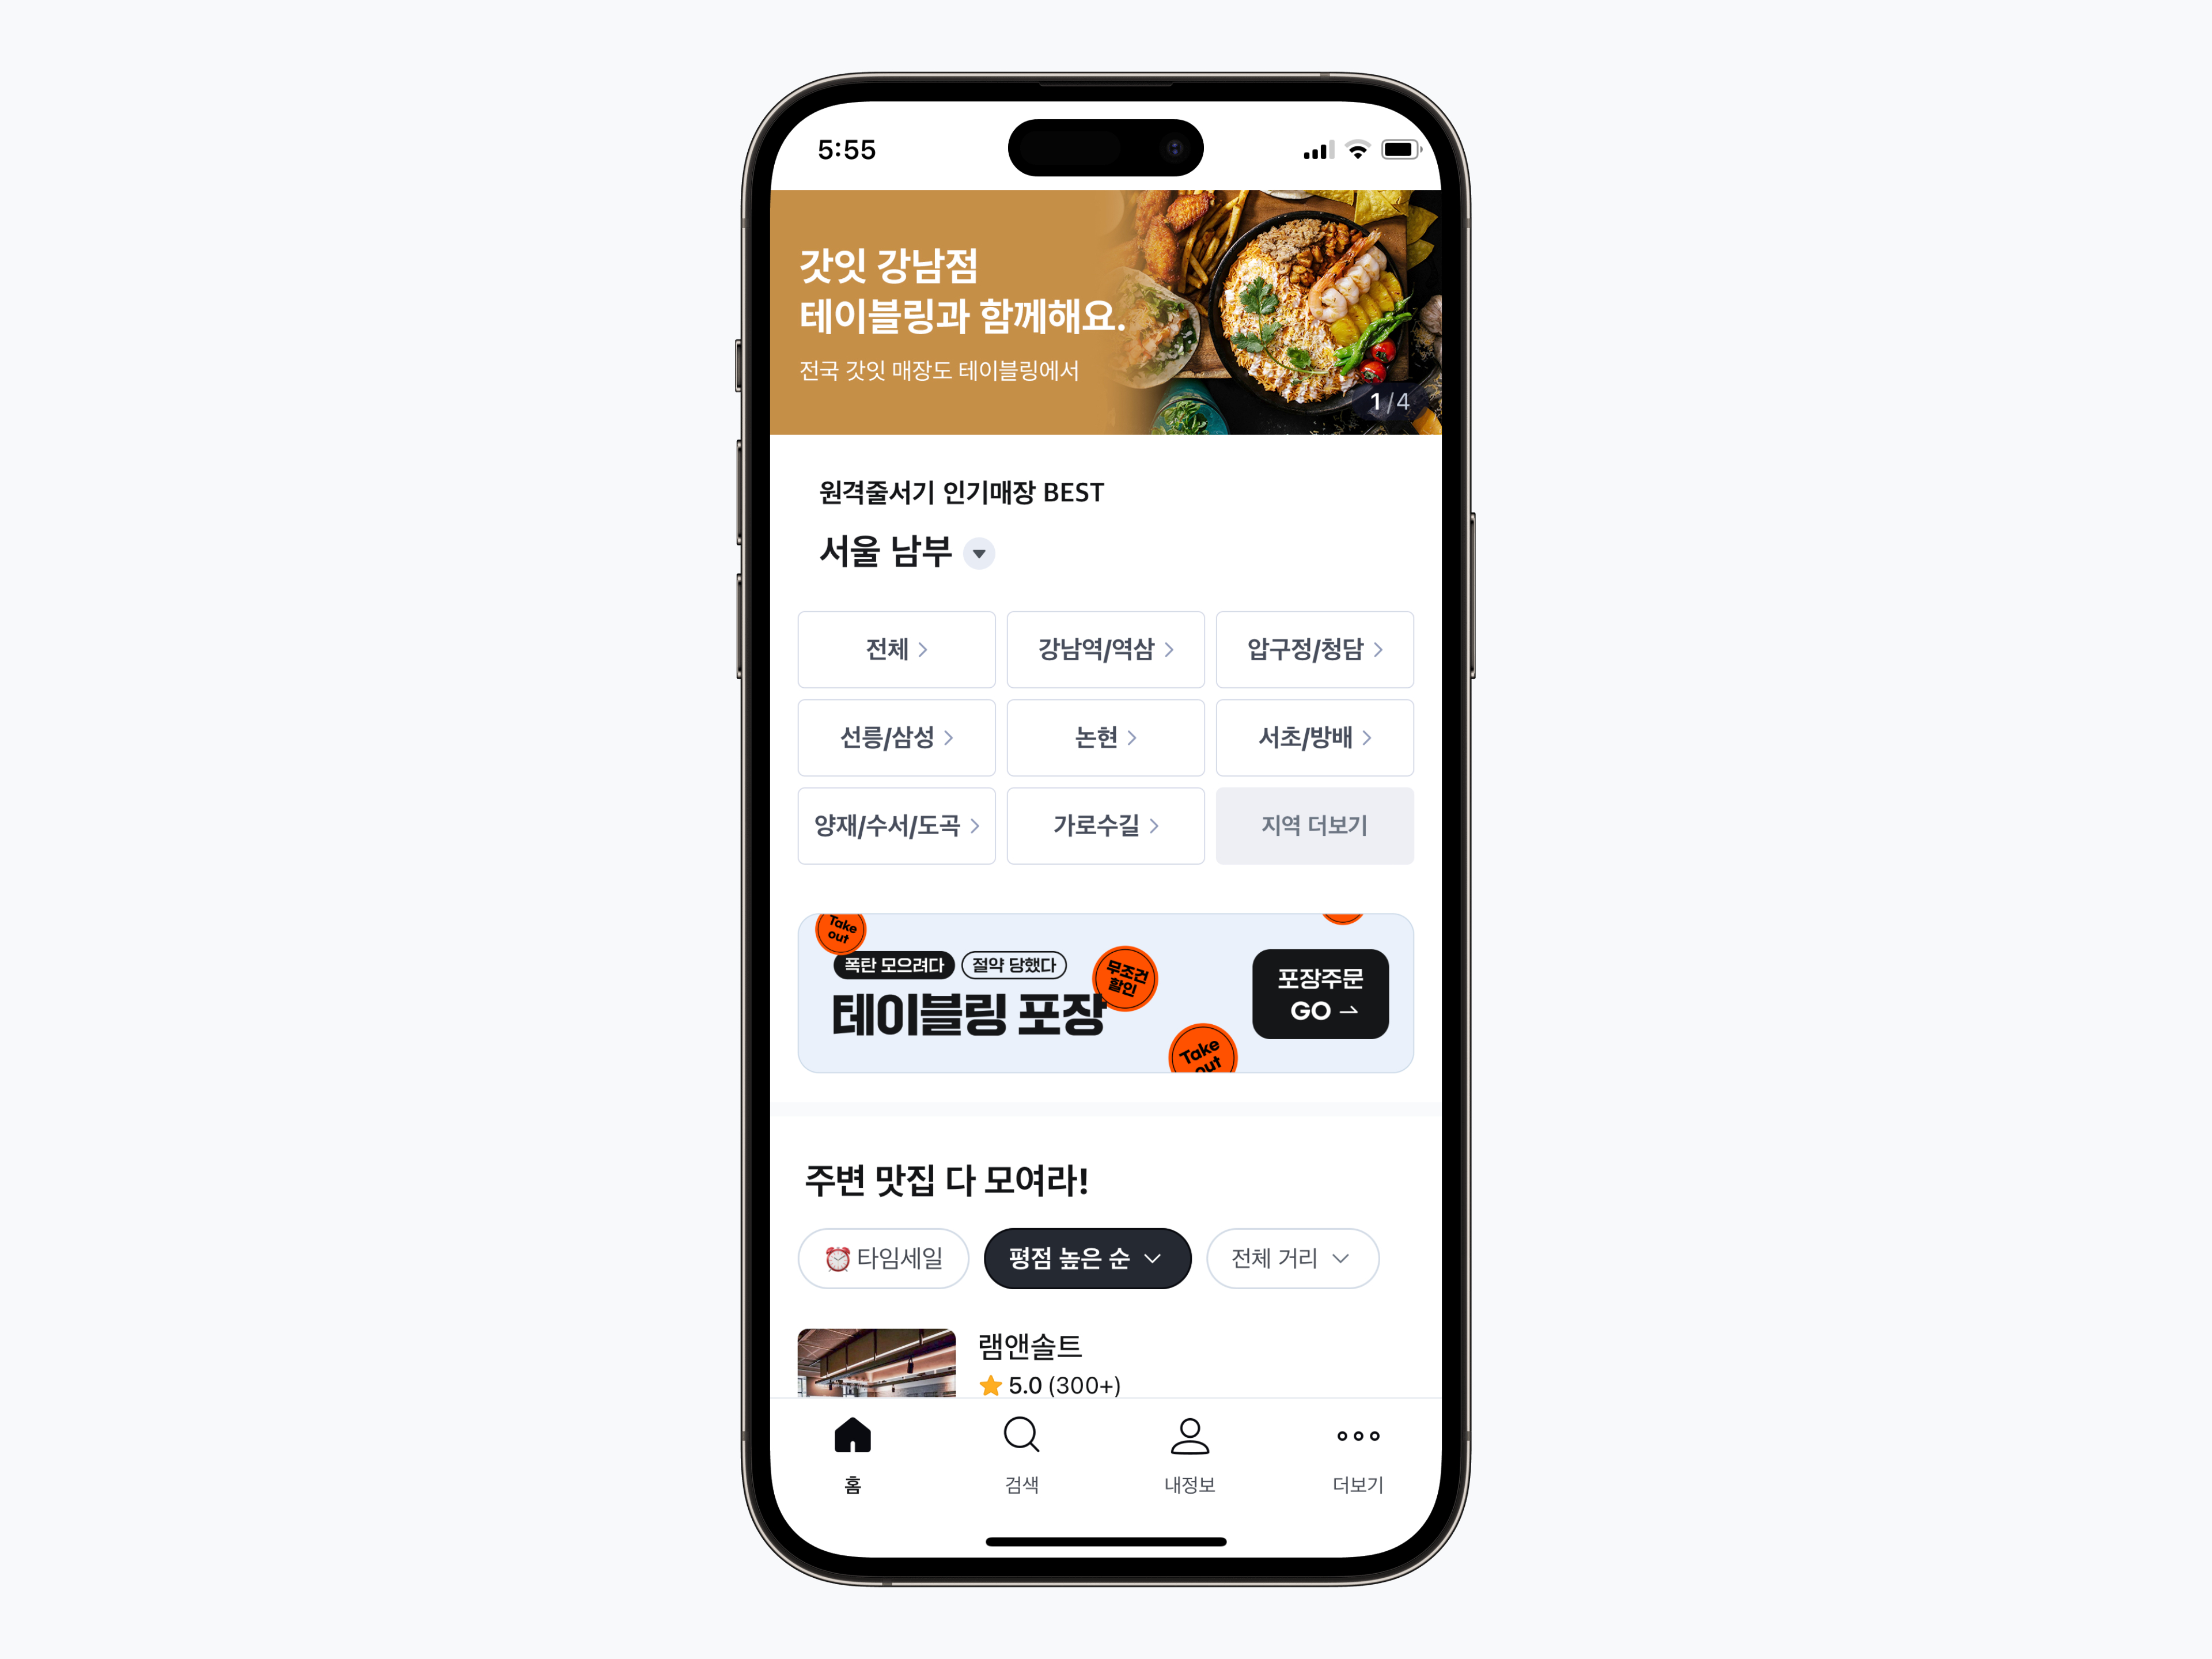 5:55
갓잇 강남점
테이블링과 함께해요.
전국 갓잇 매장도 테이블링에서
1/4
원격줄서기 인기매장 BEST
서울 남부
전체
강남역/역삼
압구정/청담
선릉/삼성
논현
서초/방배
양재/수서/도곡
가로수길
지역 더보기
Take
out
폭탄 모으려다
절약 당했다
무조건
할인
테이블링 포장
Take
out
포장주문
GO →
주변 맛집 다 모여라!
타임세일
평점 높은 순
전체 거리
램앤솔트
5.0 (300+)
홈
검색
내정보
더보기